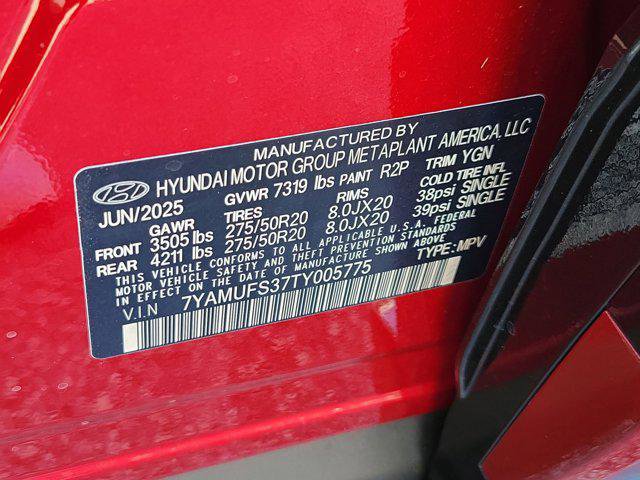 MANUFACTURED BY
HYUNDAI MOTOR GROUP METAPLANT AMERICA, LLC
JUN/2025 GVWR 7319 lbs PAINT R2P TRIM YGN
GAWR TIRES RIMS COLD TIRE INFL
FRONT 3505 lbs 275/50R20 8.0JX20 38psi SINGLE
REAR 4211 lbs 275/50R20 8.0JX20 39psi SINGLE
THIS VEHICLE CONFORMS TO ALL APPLICABLE U.S.A. FEDERAL
MOTOR VEHICLE SAFETY AND THEFT PREVENTION STANDARDS
IN EFFECT ON THE DATE OF MANUFACTURE SHOWN ABOVE
V.I.N 7YAMUFS37TY005775 TYPE:MPV